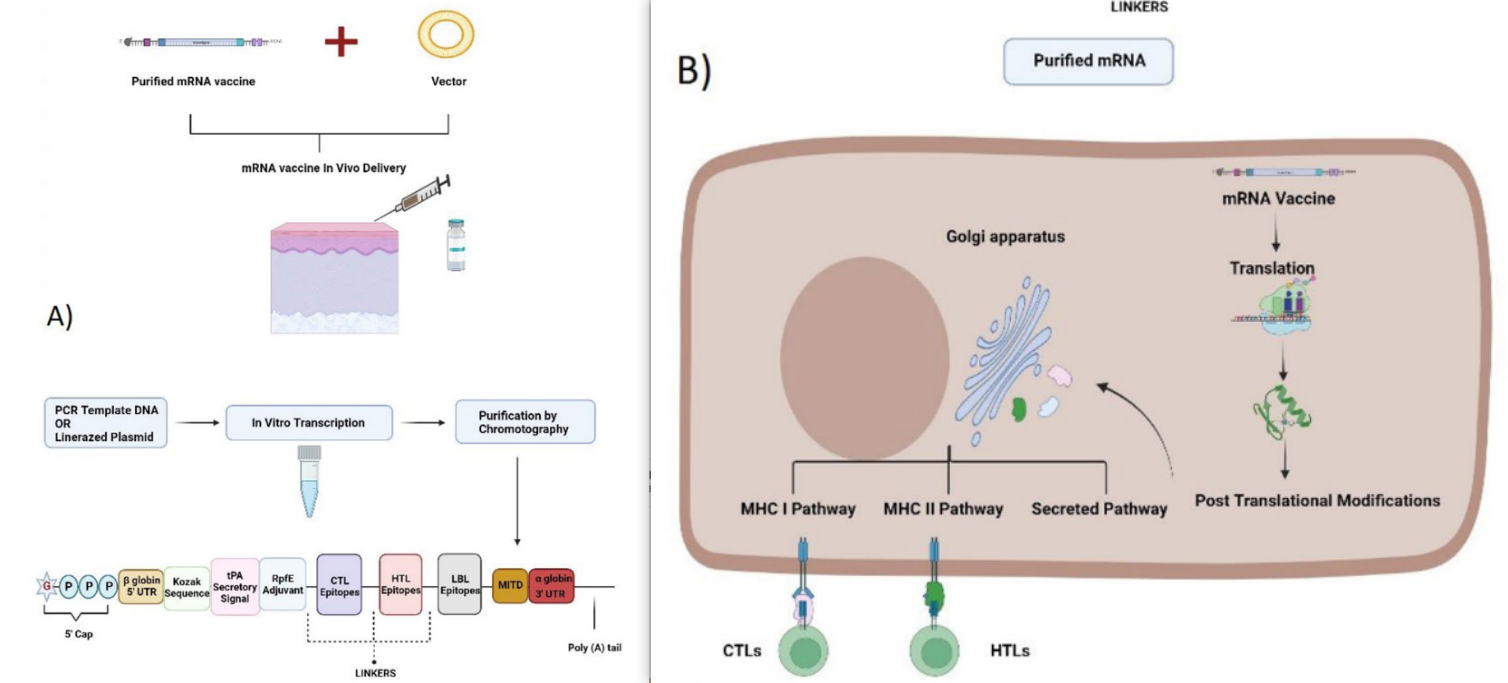 Purified mRNA vaccine
Vector
mRNA vaccine In Vivo Delivery
A)
PCR Template DNA
OR
Linerazed Plasmid
In Vitro Transcription
Purification by
Chromotography
G
P
P
P
β globin
5' UTR
Kozak
Sequence
tPA
Secretory
Signal
RpfE
Adjuvant
CTL
Epitopes
HTL
Epitopes
LBL
Epitopes
MITD
α globin
3' UTR
5' Cap
Poly (A) tail
LINKERS
LINKERS
B)
Purified mRNA
mRNA Vaccine
Golgi apparatus
Translation
MHC I Pathway
MHC II Pathway
Secreted Pathway
Post Translational Modifications
CTLs
HTLs